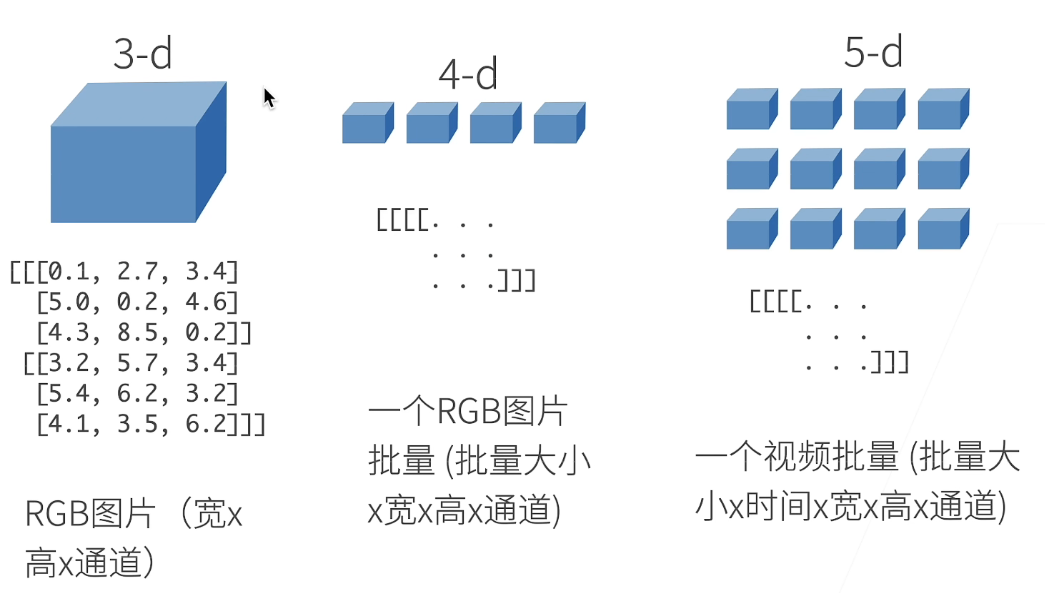 3-d
[[[0.1, 2.7, 3.4]
[5.0, 0.2, 4.6]
[4.3, 8.5, 0.2]]
[[3.2, 5.7, 3.4]
[5.4, 6.2, 3.2]
[4.1, 3.5, 6.2]]]
RGB图片（宽x
高x通道）
4-d
[[[[. . .
. . .
. . .]]]
一个RGB图片
批量 (批量大小
x宽x高x通道)
5-d
[[[[. . .
. . .
. . .]]]
一个视频批量 (批量大
小x时间x宽x高x通道)